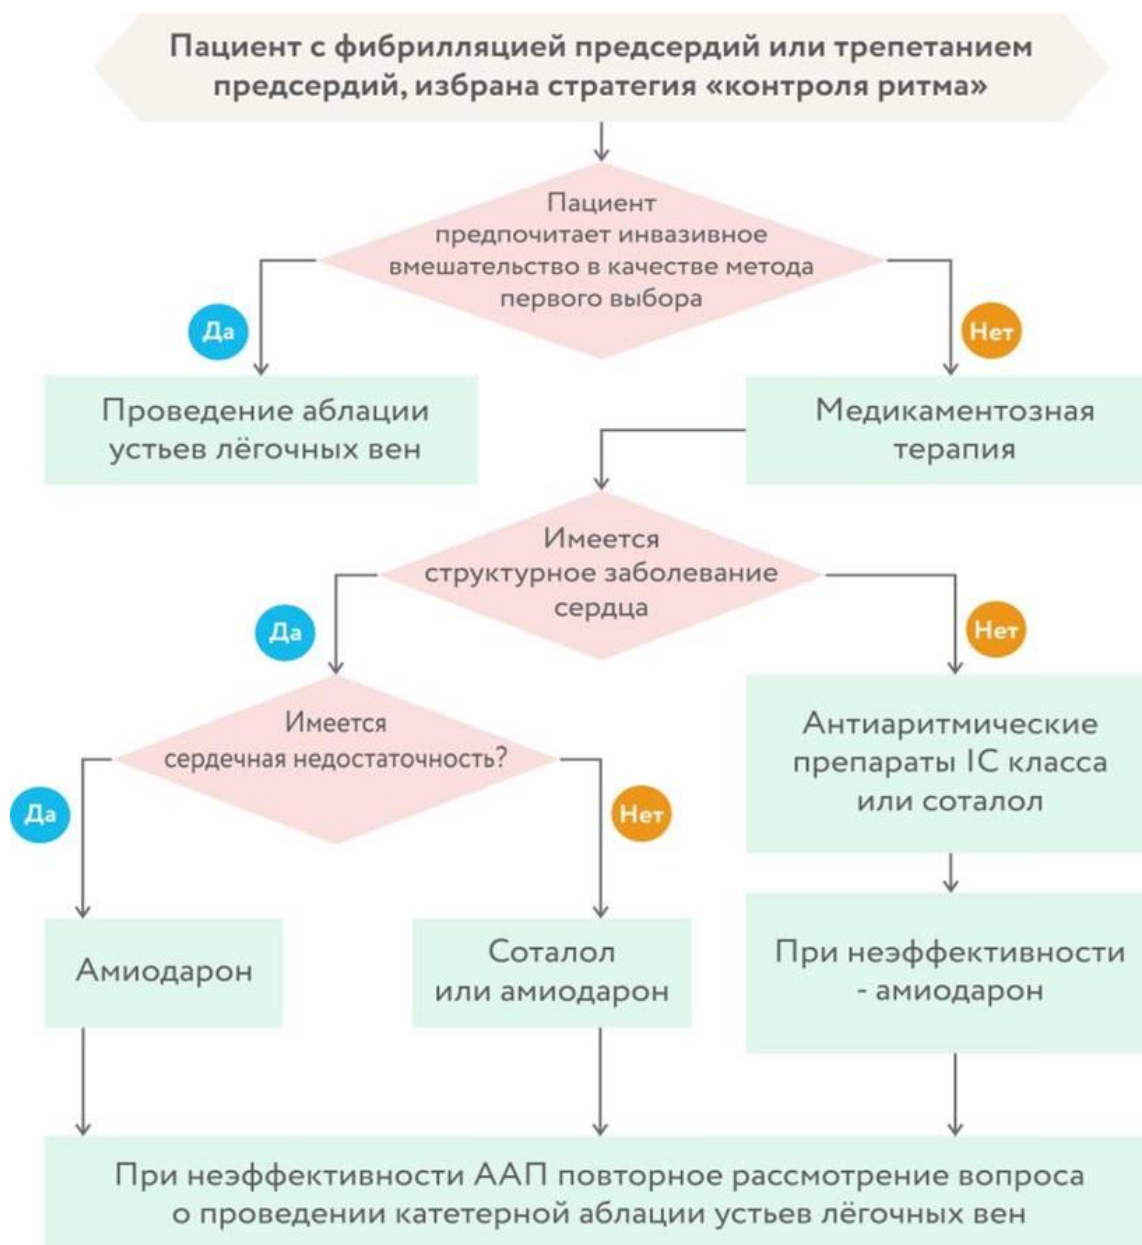 Пациент с фибрилляцией предсердий или трепетанием
предсердий, избрана стратегия «контроля ритма»
Пациент
предпочитает инвазивное
вмешательство в качестве метода
первого выбора
Да
Нет
Проведение аблации
устьев лёгочных вен
Медикаментозная
терапия
Имеется
структурное заболевание
сердца
Да
Нет
Имеется
сердечная недостаточность?
Антиаритмические
препараты IC класса
или соталол
Да
Нет
Амиодарон
Соталол
или амиодарон
При неэффективности
- амиодарон
При неэффективности ААП повторное рассмотрение вопроса
о проведении катетерной аблации устьев лёгочных вен